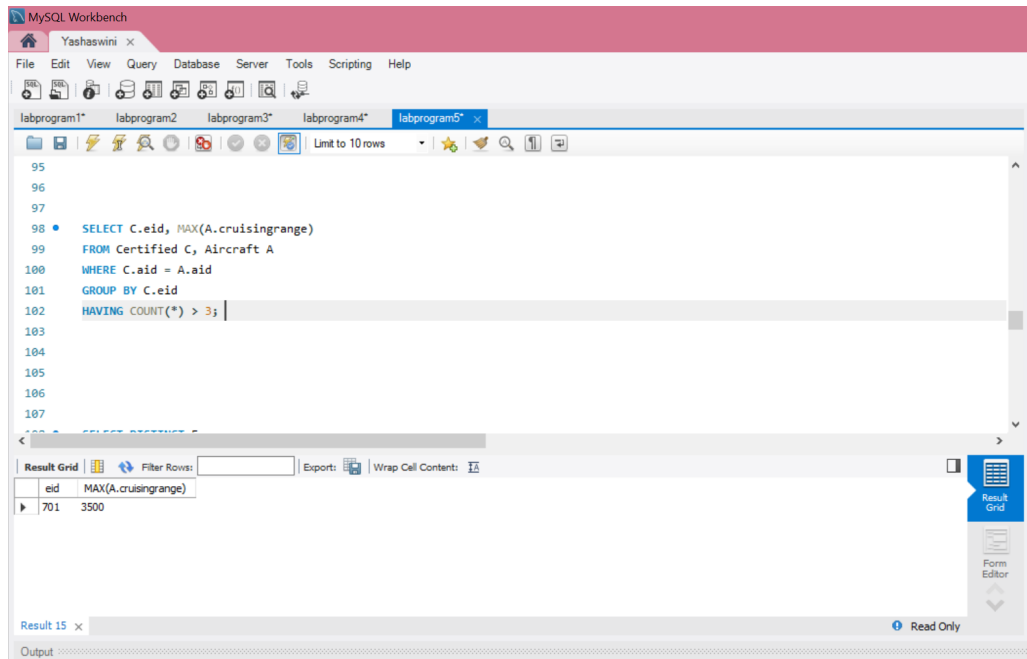 MySQL Workbench
Yashaswini
File Edit View Query Database Server Tools Scripting Help
labprogram1* labprogram2 labprogram3* labprogram4* labprogram5*
Limit to 10 rows
95
96
97
98 SELECT C.eid, MAX(A.cruisingrange)
99 FROM Certified C, Aircraft A
100 WHERE C.aid = A.aid
101 GROUP BY C.eid
102 HAVING COUNT(*) > 3;
103
104
105
106
107
Result Grid Filter Rows: Export: Wrap Cell Content:
eid MAX(A.cruisingrange)
701 3500
Result
Grid
Form
Editor
Result 15 Read Only
Output